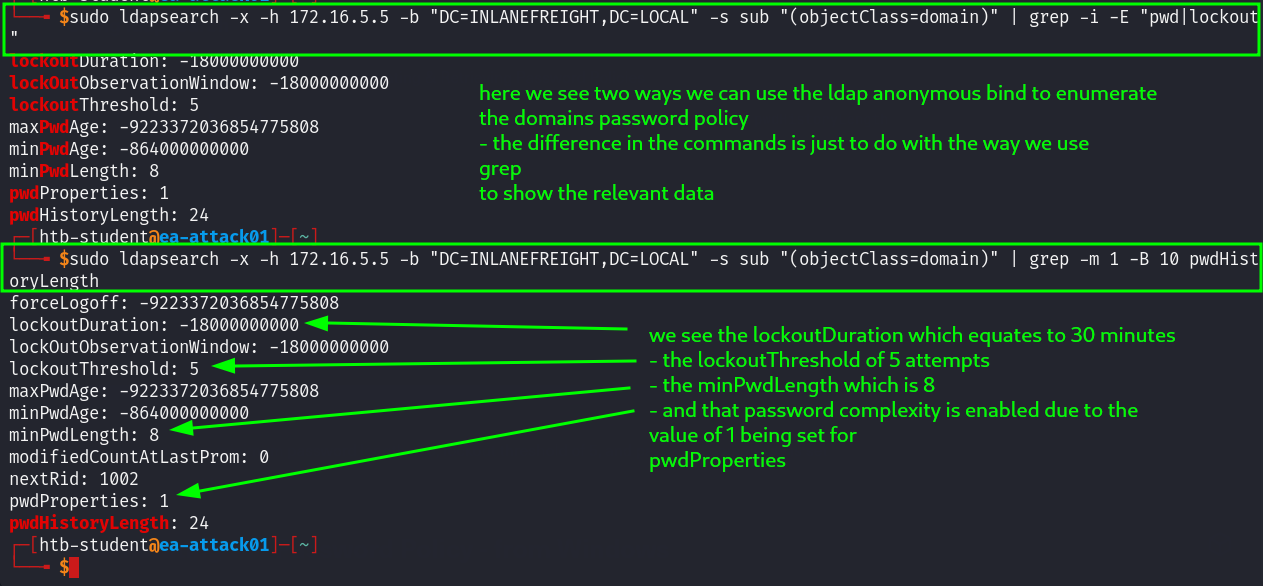 $sudo ldapsearch -x -h 172.16.5.5 -b "DC=INLANEFREIGHT,DC=LOCAL" -s sub "(objectClass=domain)" | grep -i -E "pwd|lockout
"
lockoutDuration: -18000000000
lockOutObservationWindow: -18000000000
lockoutThreshold: 5
maxPwdAge: -9223372036854775808
minPwdAge: -864000000000
minPwdLength: 8
pwdProperties: 1
pwdHistoryLength: 24
here we see two ways we can use the ldap anonymous bind to enumerate
the domains password policy
- the difference in the commands is just to do with the way we use
grep
to show the relevant data
[htb-student@ea-attack01]-[~]
$sudo ldapsearch -x -h 172.16.5.5 -b "DC=INLANEFREIGHT,DC=LOCAL" -s sub "(objectClass=domain)" | grep -m 1 -B 10 pwdHist
oryLength
forceLogoff: -9223372036854775808
lockoutDuration: -18000000000
lockOutObservationWindow: -18000000000
lockoutThreshold: 5
maxPwdAge: -9223372036854775808
minPwdAge: -864000000000
minPwdLength: 8
modifiedCountAtLastProm: 0
nextRid: 1002
pwdProperties: 1
pwdHistoryLength: 24
we see the lockoutDuration which equates to 30 minutes
- the lockoutThreshold of 5 attempts
- the minPwdLength which is 8
- and that password complexity is enabled due to the
value of 1 being set for
pwdProperties
[htb-student@ea-attack01]-[~]
$